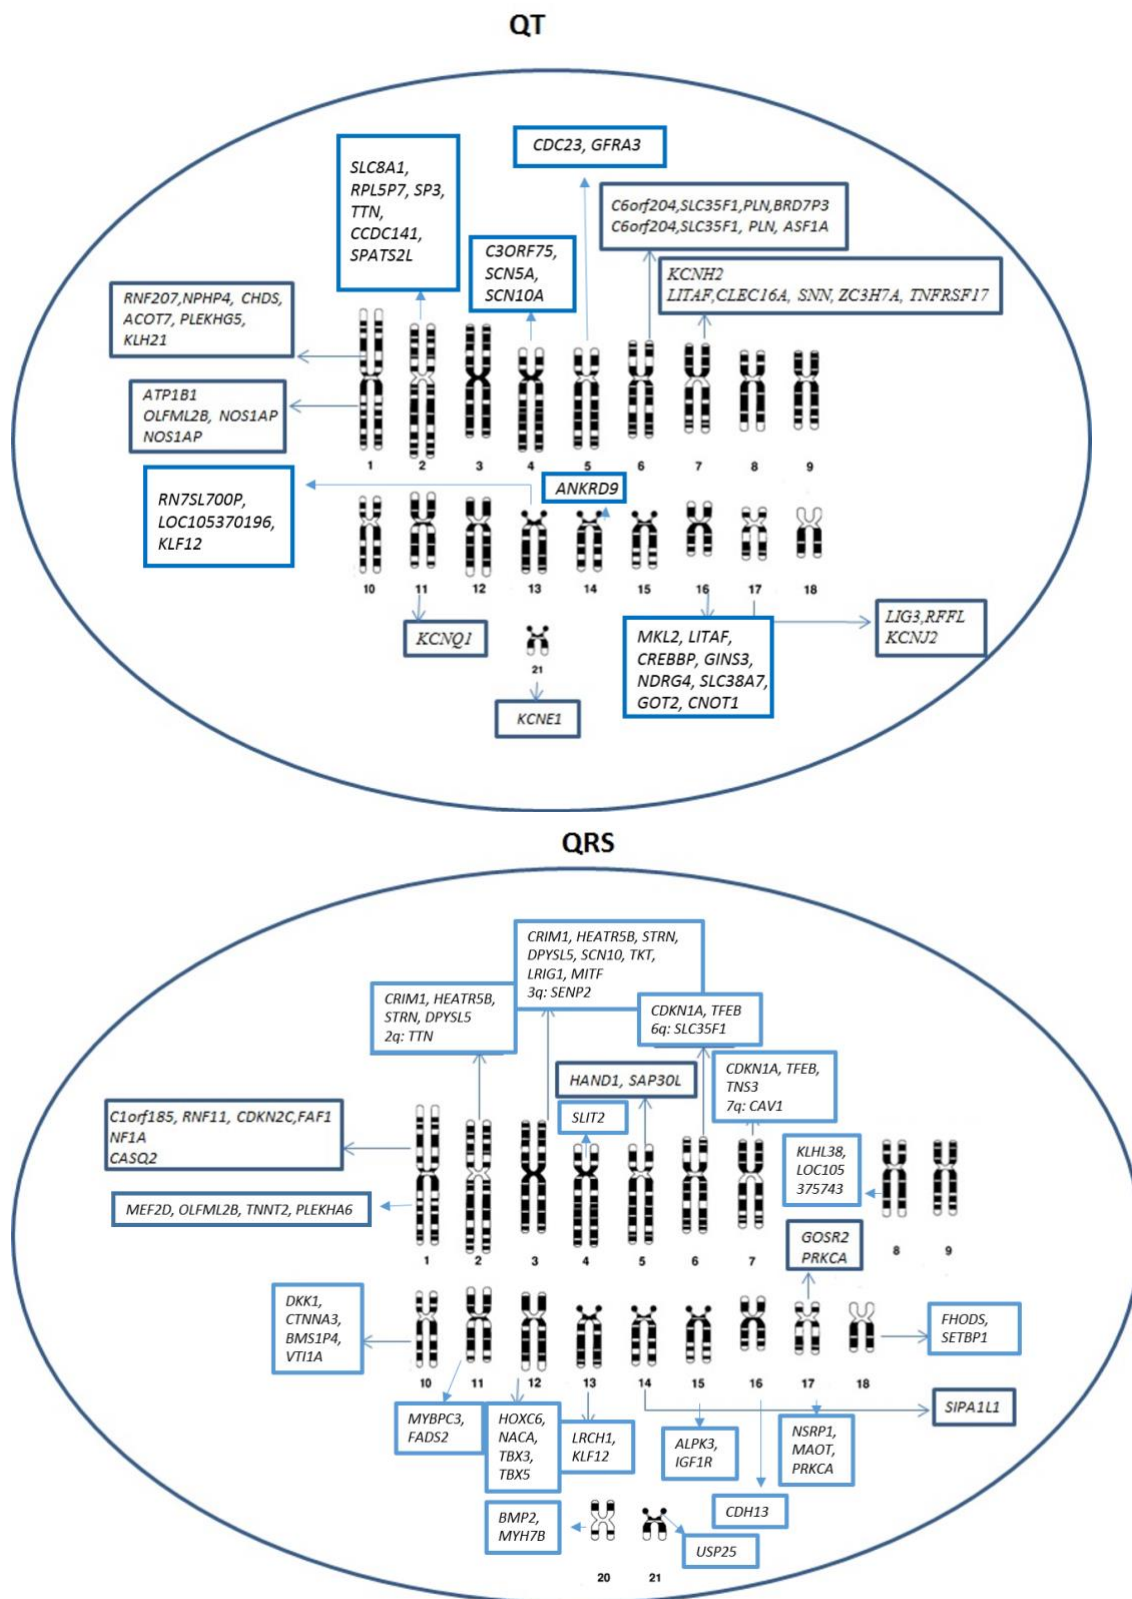 QT
CDC23, GFRA3
SLC8A1,
RPL5P7, SP3,
TTN,
CCDC141,
SPATS2L
C6orf204,SLC35F1,PLN,BRD7P3
C6orf204,SLC35F1, PLN, ASF1A
C3ORF75,
SCN5A,
SCN10A
KCNH2
LITAF,CLEC16A, SNN, ZC3H7A, TNFRSF17
RNF207,NPHP4, CHDS,
ACOT7, PLEKHG5,
KLH21
ATP1B1
OLFML2B, NOS1AP
NOS1AP
1 2 3 4 5 6 7 8 9
RN7SL700P,
LOC105370196,
KLF12
ANKRD9
10 11 12 13 14 15 16 17 18
KCNQ1
LIG3,RFFL
KCNJ2
MKL2, LITAF,
CREBBP, GINS3,
NDRG4, SLC38A7,
GOT2, CNOT1
21
KCNE1
QRS
CRIM1, HEATR5B, STRN,
DPYSL5, SCN10, TKT,
LRIG1, MITF
3q: SENP2
CRIM1, HEATR5B,
STRN, DPYSL5
2q: TTN
CDKN1A, TFEB
6q: SLC35F1
HAND1, SAP30L
CDKN1A, TFEB,
TNS3
7q: CAV1
SLIT2
C1orf185, RNF11, CDKN2C,FAF1
NF1A
CASQ2
KLHL38,
LOC105
375743
MEF2D, OLFML2B, TNNT2, PLEKHA6
1 2 3 4 5 6 7 8 9
GOSR2
PRKCA
DKK1,
CTNNA3,
BMS1P4,
VTI1A
FHODS,
SETBP1
10 11 12 13 14 15 16 17 18
SIPA1L1
MYBPC3,
FADS2
HOXC6,
NACA,
TBX3,
TBX5
LRCH1,
KLF12
ALPK3,
IGF1R
NSRP1,
MAOT,
PRKCA
CDH13
BMP2,
MYH7B
USP25
20 21